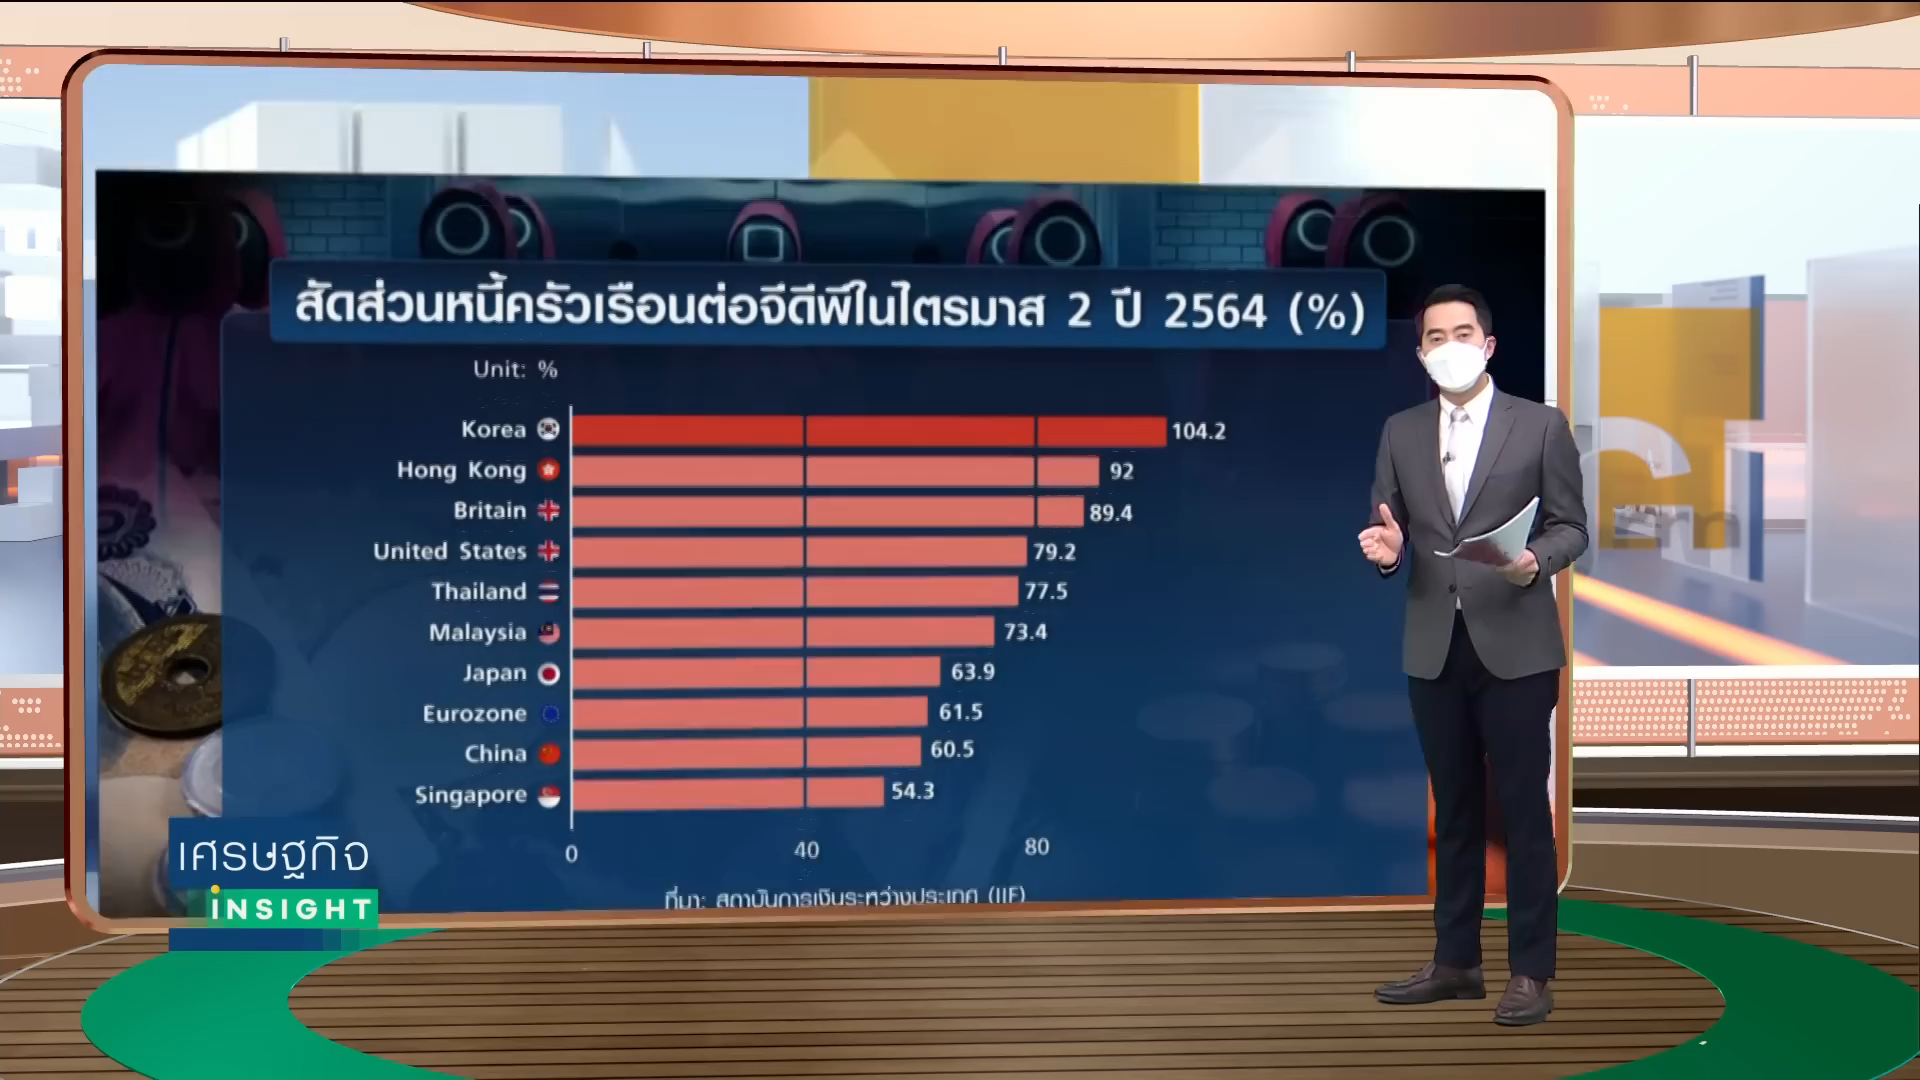 สัดส่วนหนี้ครัวเรือนต่อจีดีพีในไตรมาส 2 ปี 2564 (%)
Unit: %
Korea 104.2
Hong Kong 92
Britain 89.4
United States 79.2
Thailand 77.5
Malaysia 73.4
Japan 63.9
Eurozone 61.5
China 60.5
Singapore 54.3
0 40 80
ที่มา: สถาบันการเงินระหว่างประเทศ (IIF)
เศรษฐกิจ
INSIGHT